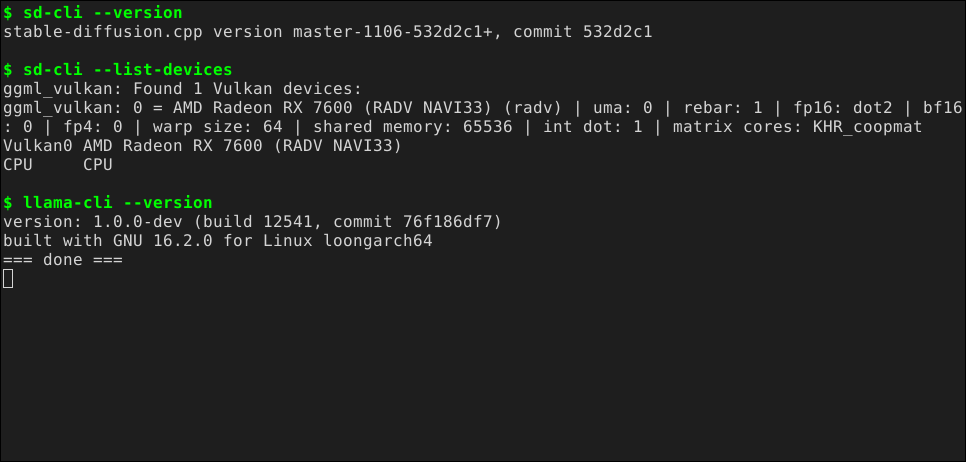 $ sd-cli --version
stable-diffusion.cpp version master-1106-532d2c1+, commit 532d2c1
$ sd-cli --list-devices
ggml_vulkan: Found 1 Vulkan devices:
ggml_vulkan: 0 = AMD Radeon RX 7600 (RADV NAVI33) (radv) | uma: 0 | rebar: 1 | fp16: dot2 | bf16
: 0 | fp4: 0 | warp size: 64 | shared memory: 65536 | int dot: 1 | matrix cores: KHR_coopmat
Vulkan0 AMD Radeon RX 7600 (RADV NAVI33)
CPU     CPU
$ llama-cli --version
version: 1.0.0-dev (build 12541, commit 76f186df7)
built with GNU 16.2.0 for Linux loongarch64
=== done ===